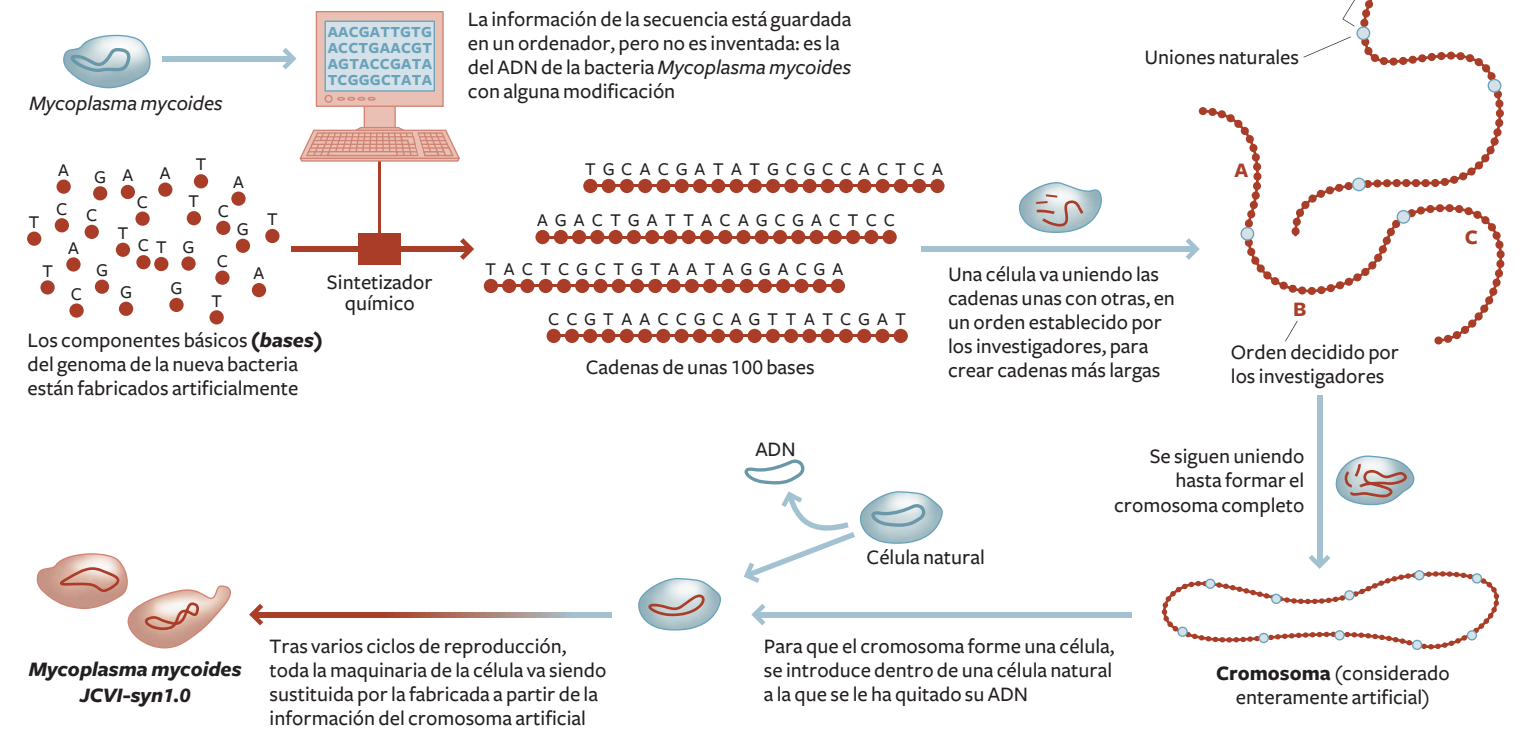 AACGATTGTG
ACCTGAACGT
AGTACCGATA
TCGGGCTATA
La información de la secuencia está guardada
en un ordenador, pero no es inventada: es la
del ADN de la bacteria Mycoplasma mycoides
con alguna modificación
Mycoplasma mycoides
Uniones naturales
A
G
A
A
T
A
T
C
C
C
T
C
G
T
A
T
C
T
G
T
G
C
A
C
G
G
T
Los componentes básicos (bases)
del genoma de la nueva bacteria
están fabricados artificialmente
Sintetizador
químico
TGCACGATATGCGCCACTCA
AGACTGATTACAGCGACTCC
TACTCGCTGTAATAGGACGA
CCGTAACCGCAGTTATCGAT
Cadenas de unas 100 bases
Una célula va uniendo las
cadenas unas con otras, en
un orden establecido por
los investigadores, para
crear cadenas más largas
A
B
C
Orden decidido por
los investigadores
Se siguen uniendo
hasta formar el
cromosoma completo
Cromosoma (considerado
enteramente artificial)
ADN
Célula natural
Para que el cromosoma forme una célula,
se introduce dentro de una célula natural
a la que se le ha quitado su ADN
Tras varios ciclos de reproducción,
toda la maquinaria de la célula va siendo
sustituida por la fabricada a partir de la
información del cromosoma artificial
Mycoplasma mycoides
JCVI-syn1.0